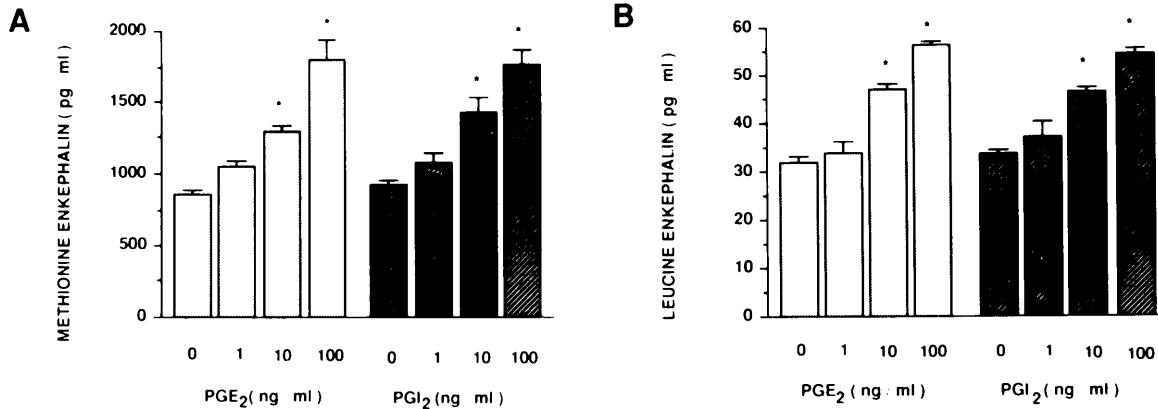 A
METHIONINE ENKEPHALIN ( pg ml )
2000
1500
1000
500
0
* * * *
0 1 10 100 0 1 10 100
PGE2 ( ng ml ) PGI2 ( ng ml )
B
LEUCINE ENKEPHALIN ( pg ml )
60
50
40
30
20
10
0
* * * *
0 1 10 100 0 1 10 100
PGE2 ( ng ml ) PGI2 ( ng ml )